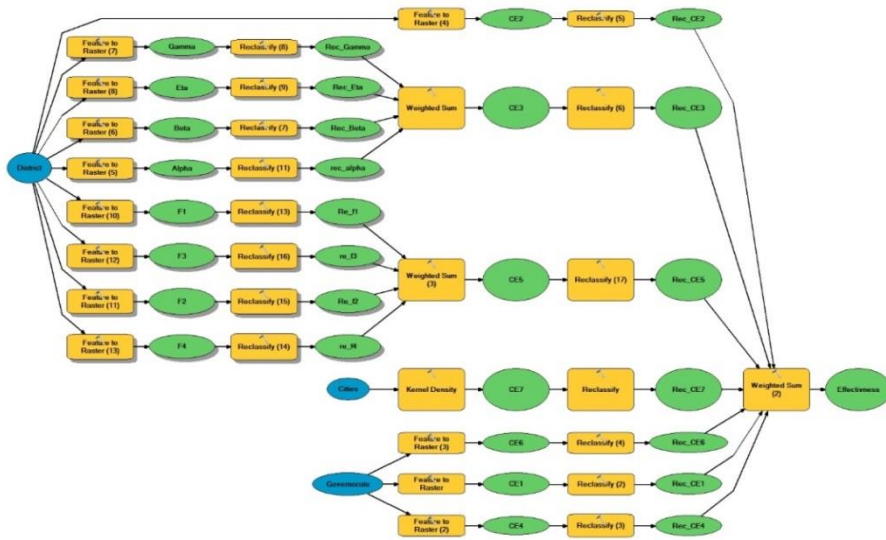 Feature to
Raster (4)
CE2
Reclassify (5)
Rec_CE2
Feature to
Raster (7)
Gamma
Reclassify (8)
Rec_Gamma
Feature to
Raster (8)
Eta
Reclassify (9)
Rec_Eta
Weighted Sum
CE3
Reclassify (6)
Rec_CE3
Feature to
Raster (6)
Beta
Reclassify (7)
Rec_Beta
District
Feature to
Raster (5)
Alpha
Reclassify (11)
rec_alpha
Feature to
Raster (10)
F1
Reclassify (13)
Re_f1
Feature to
Raster (12)
F3
Reclassify (16)
re_f3
Weighted Sum
(3)
CE5
Reclassify (17)
Rec_CE5
Feature to
Raster (11)
F2
Reclassify (15)
Re_f2
Feature to
Raster (13)
F4
Reclassify (14)
re_f4
Cities
Kernel Density
CE7
Reclassify
Rec_CE7
Weighted Sum
(2)
Effectivness
Feature to
Raster (3)
CE6
Reclassify (4)
Rec_CE6
Governorate
Feature to
Raster
CE1
Reclassify (2)
Rec_CE1
Feature to
Raster (2)
CE4
Reclassify (3)
Rec_CE4